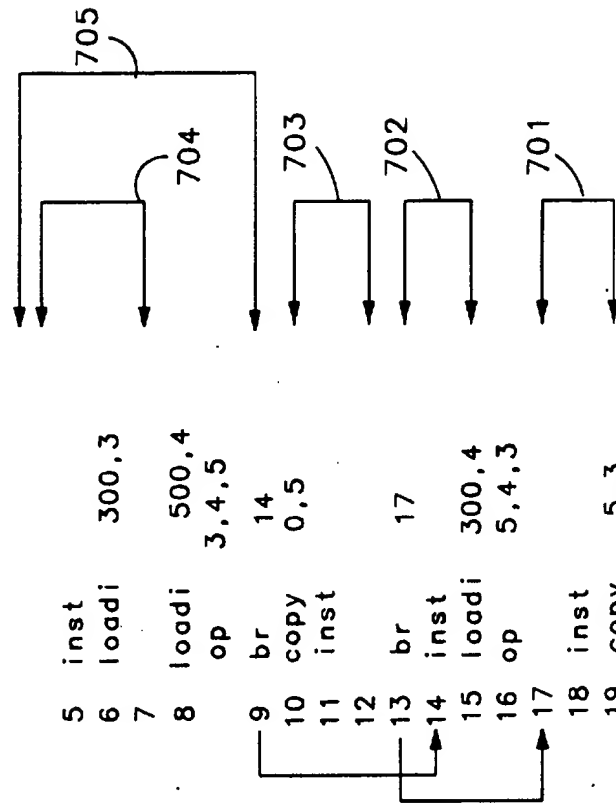 705
704
5 inst
6 loadi 300,3
7
8 loadi 500,4
op 3,4,5
703
9 br 14
10 copy 0,5
11 inst
12
702
13 br 17
14 inst
15 loadi 300,4
16 op 5,4,3
701
17
18 inst
19 copy 5,3